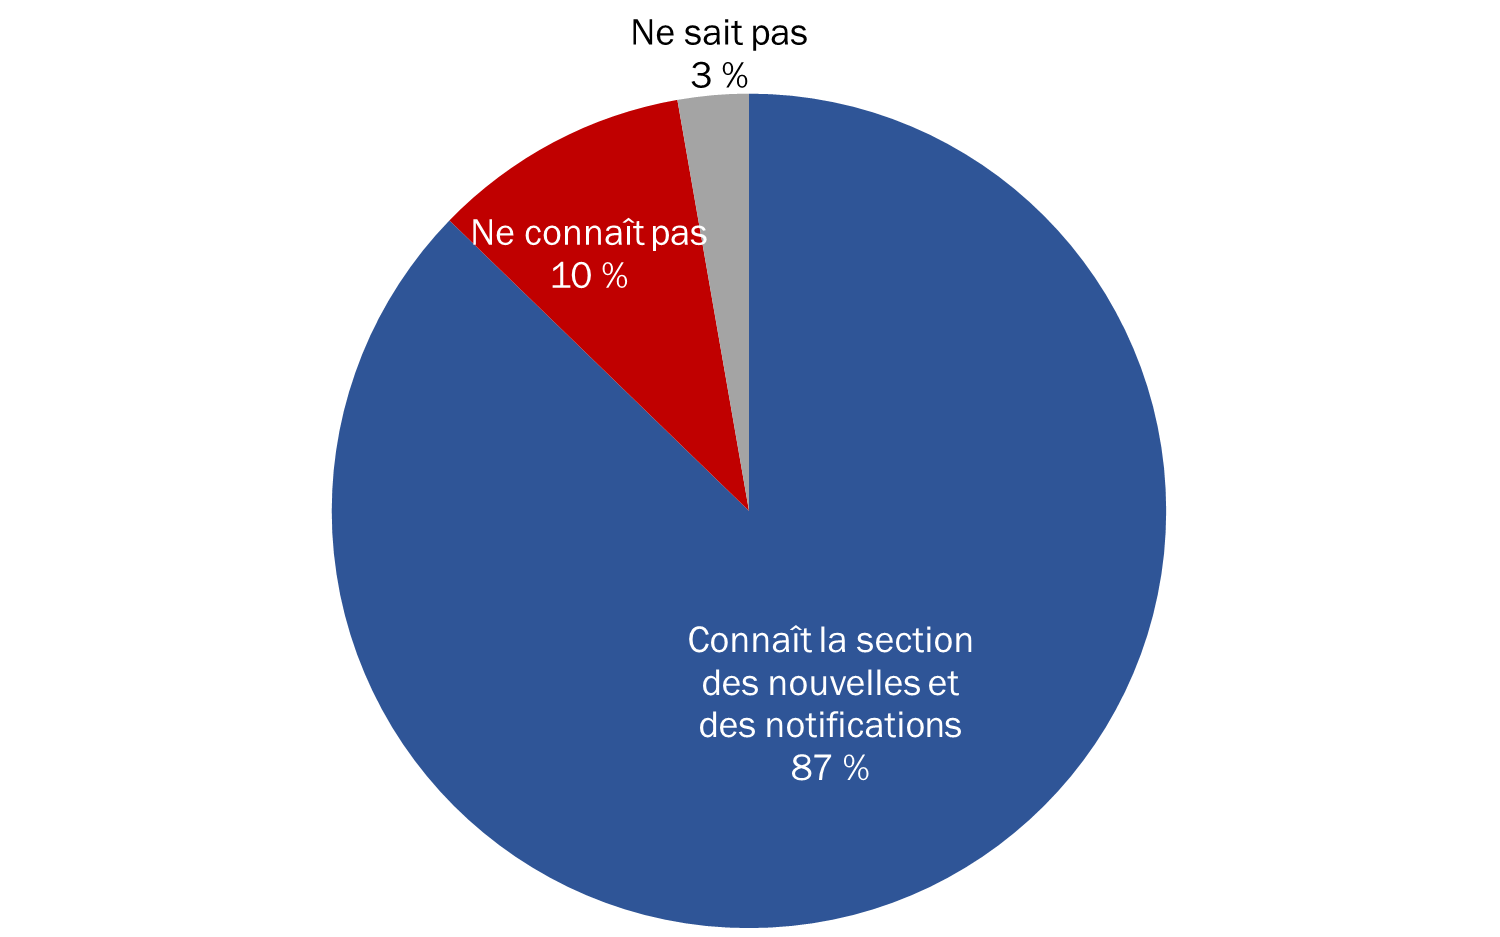 Ne sait pas
3 %
Ne connaît pas
10 %
Connaît la section
des nouvelles et
des notifications
87 %